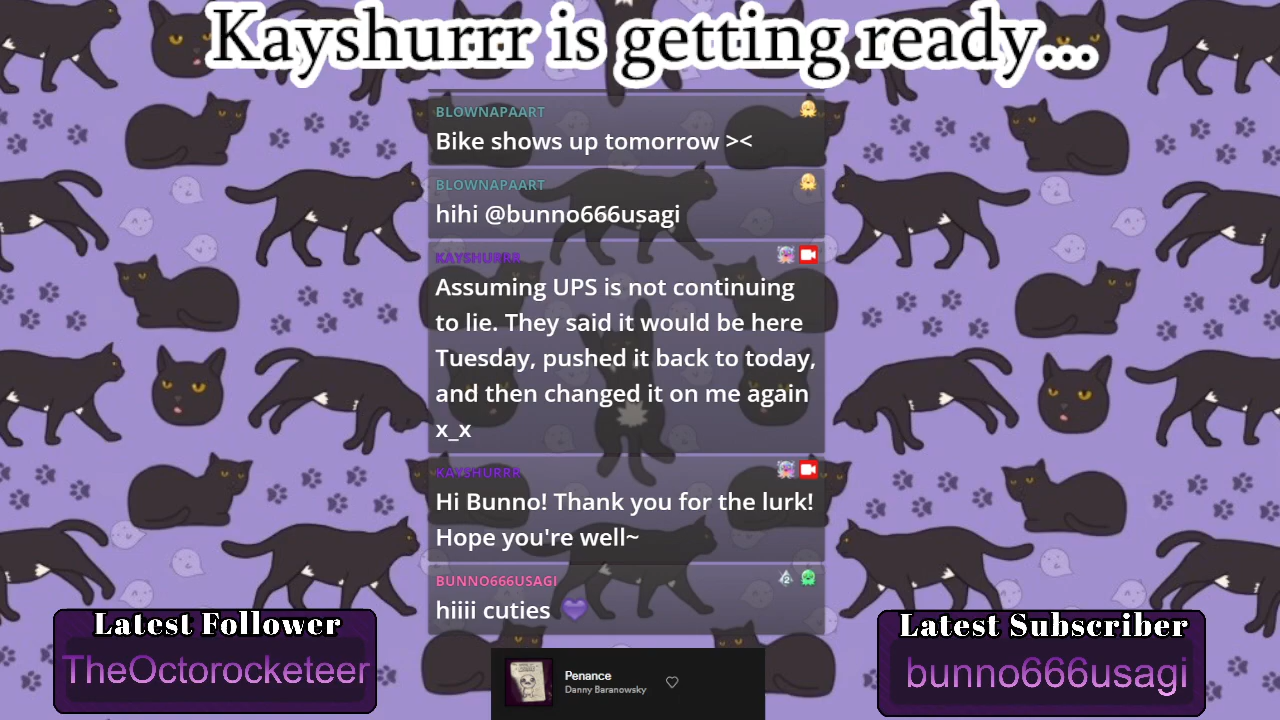 Kayshurrr is getting ready...
BLOWNAPAART
Bike shows up tomorrow ><
BLOWNAPAART
hihi @bunno666usagi
KAYSHURRR
Assuming UPS is not continuing
to lie. They said it would be here
Tuesday, pushed it back to today,
and then changed it on me again
x_x
KAYSHURRR
Hi Bunno! Thank you for the lurk!
Hope you're well~
BUNNO666USAGI
hiiii cuties 💜
Latest Follower
TheOctorocketeer
Penance
Danny Baranowsky
Latest Subscriber
bunno666usagi